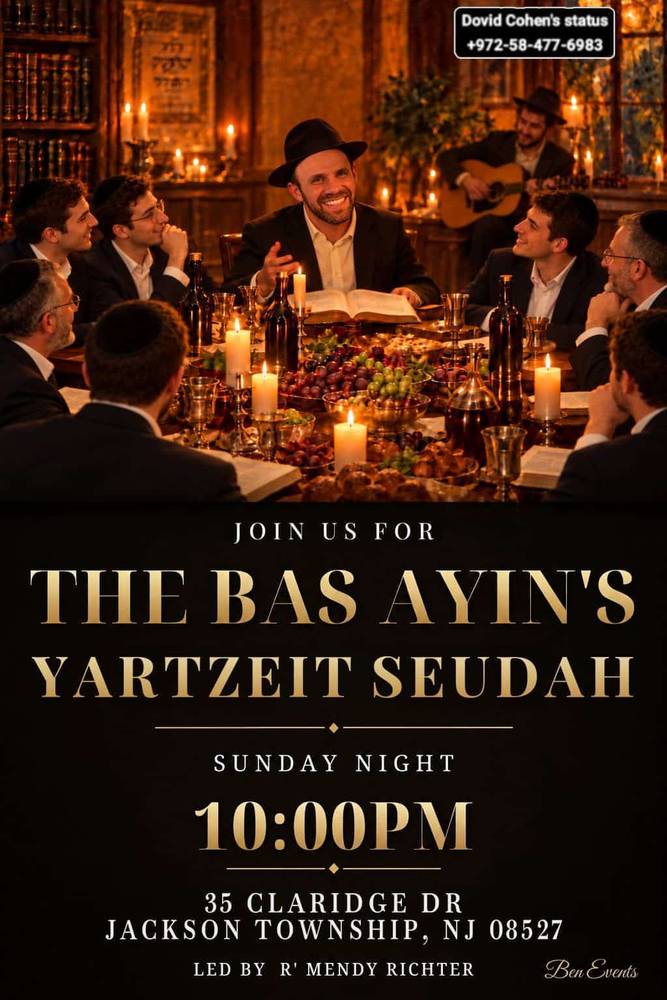 Dovid Cohen's status
+972-58-477-6983
JOIN US FOR
THE BAS AYIN'S
YARTZEIT SEUDAH
SUNDAY NIGHT
10:00PM
35 CLARIDGE DR
JACKSON TOWNSHIP, NJ 08527
LED BY R' MENDY RICHTER
Ben Events